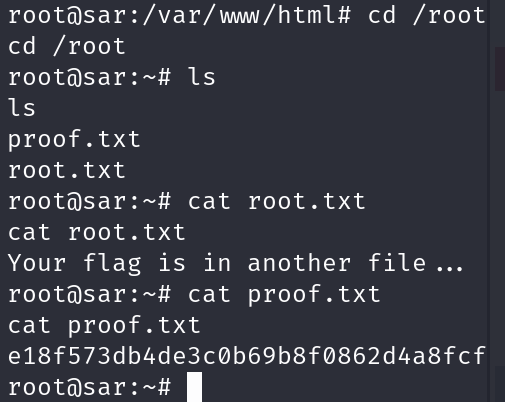 root@sar:/var/www/html# cd /root
cd /root
root@sar:~# ls
ls
proof.txt
root.txt
root@sar:~# cat root.txt
cat root.txt
Your flag is in another file...
root@sar:~# cat proof.txt
cat proof.txt
e18f573db4de3c0b69b8f0862d4a8fcf
root@sar:~#